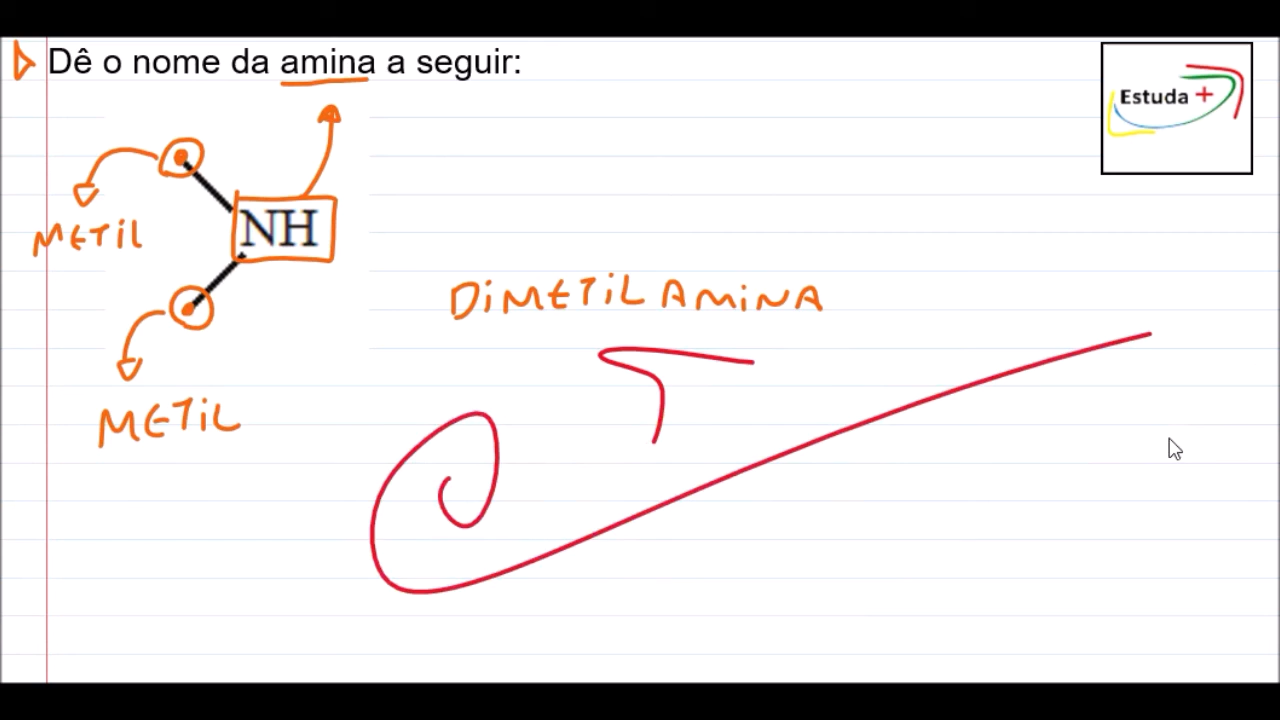 Dê o nome da amina a seguir:
Estuda +
METIL
NH
DIMETILAMINA
METIL